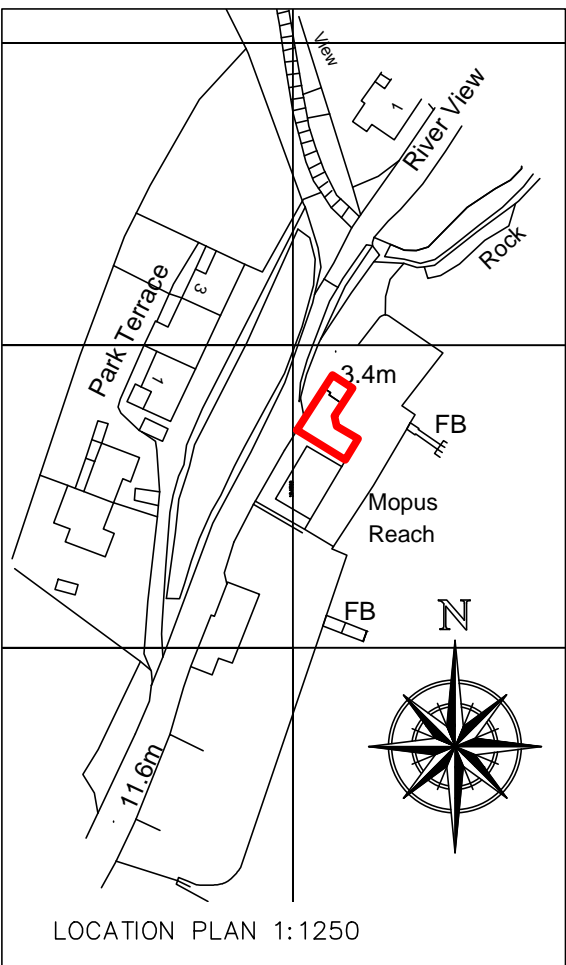 View
1
River View
Rock
Park Terrace
3
1
3.4m
FB
Mopus
Reach
FB
N
11.6m
LOCATION PLAN 1:1250